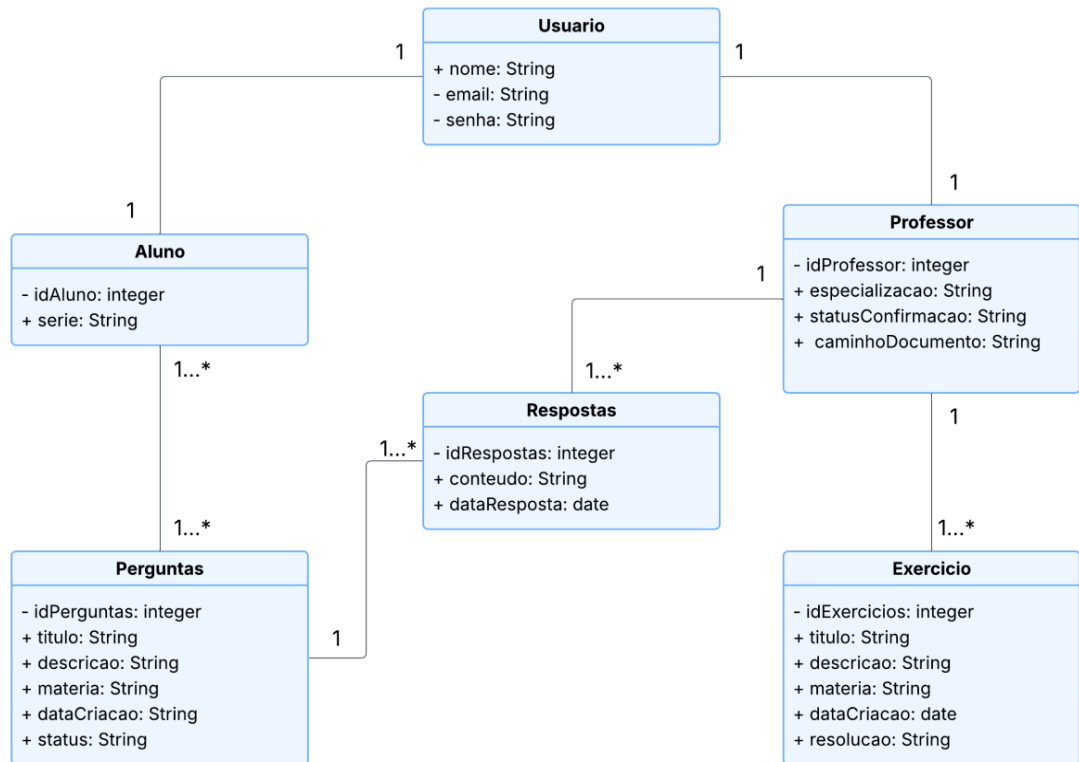 Usuario
+ nome: String
- email: String
- senha: String
1
1
1
1
Aluno
- idAluno: integer
+ serie: String
Professor
- idProfessor: integer
+ especializacao: String
+ statusConfirmacao: String
+ caminhoDocumento: String
1...*
1
1...*
Respostas
- idRespostas: integer
+ conteudo: String
+ dataResposta: date
1...*
1
1...*
1
1...*
Perguntas
- idPerguntas: integer
+ titulo: String
+ descricao: String
+ materia: String
+ dataCriacao: String
+ status: String
Exercicio
- idExercicios: integer
+ titulo: String
+ descricao: String
+ materia: String
+ dataCriacao: date
+ resolucao: String